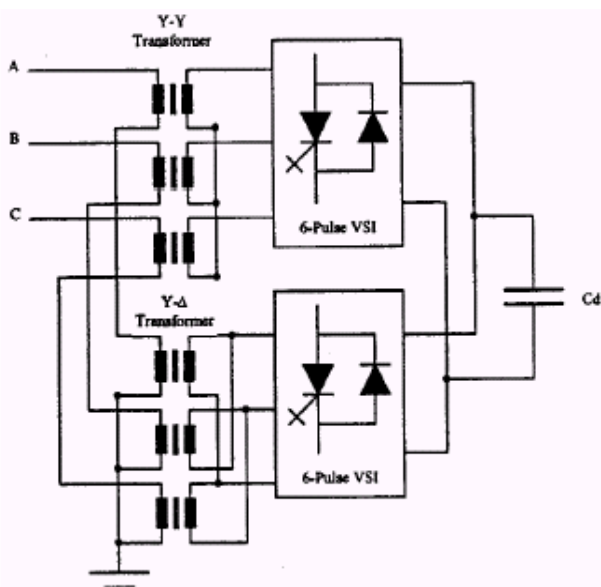 Y-Y
Transformer
A
B
C
6-Pulse VSI
Y-Δ
Transformer
Cd
6-Pulse VSI